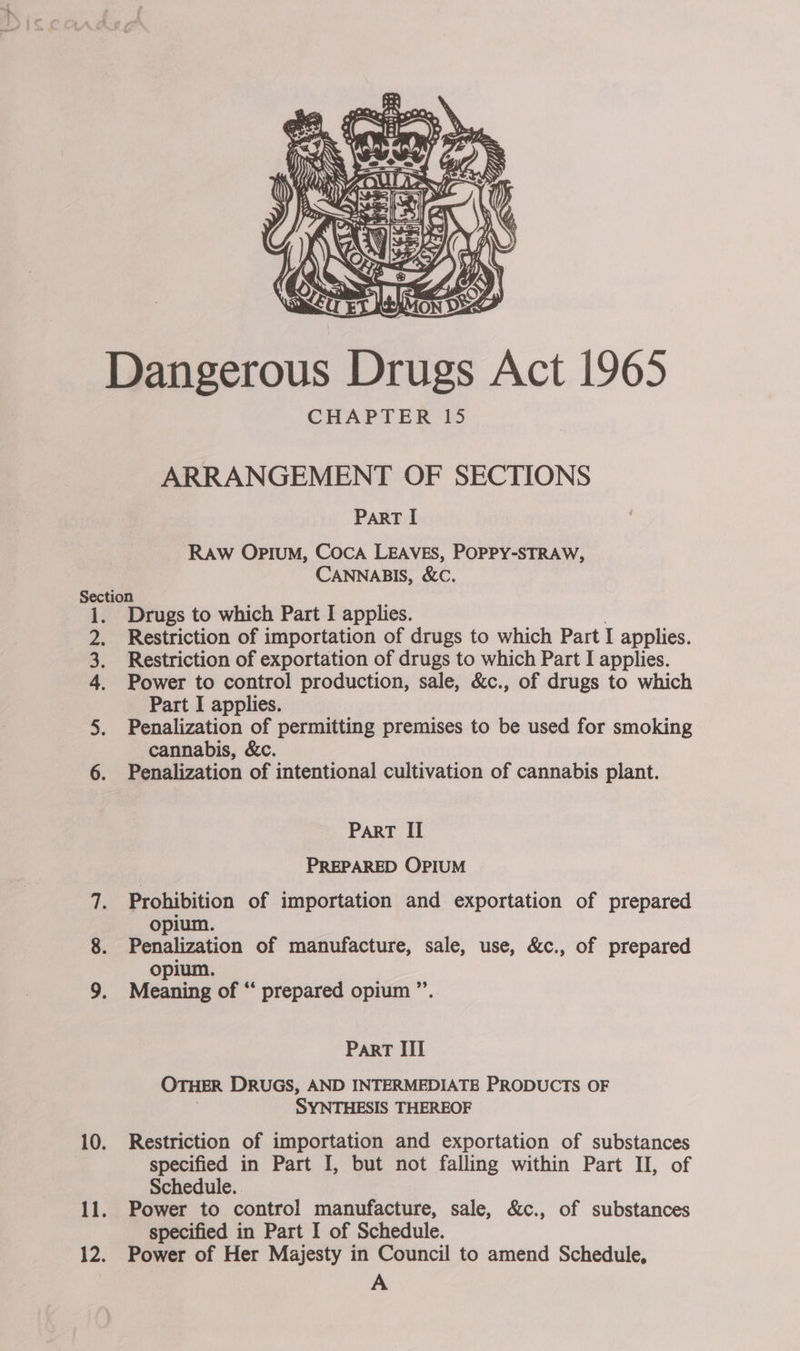 Discarded
DIEU ET MON DROIT
Dangerous Drugs Act 1965
CHAPTER 15
ARRANGEMENT OF SECTIONS
PART I
RAW OPIUM, COCA LEAVES, POPPY-STRAW,
CANNABIS, &C.
Section
1. Drugs to which Part I applies.
2. Restriction of importation of drugs to which Part I applies.
3. Restriction of exportation of drugs to which Part I applies.
4. Power to control production, sale, &c., of drugs to which
Part I applies.
5. Penalization of permitting premises to be used for smoking
cannabis, &c.
6. Penalization of intentional cultivation of cannabis plant.
PART II
PREPARED OPIUM
7. Prohibition of importation and exportation of prepared
opium.
8. Penalization of manufacture, sale, use, &c., of prepared
opium.
9. Meaning of “ prepared opium ”.
PART III
OTHER DRUGS, AND INTERMEDIATE PRODUCTS OF
SYNTHESIS THEREOF
10. Restriction of importation and exportation of substances
specified in Part I, but not falling within Part II, of
Schedule.
11. Power to control manufacture, sale, &c., of substances
specified in Part I of Schedule.
12. Power of Her Majesty in Council to amend Schedule,
A